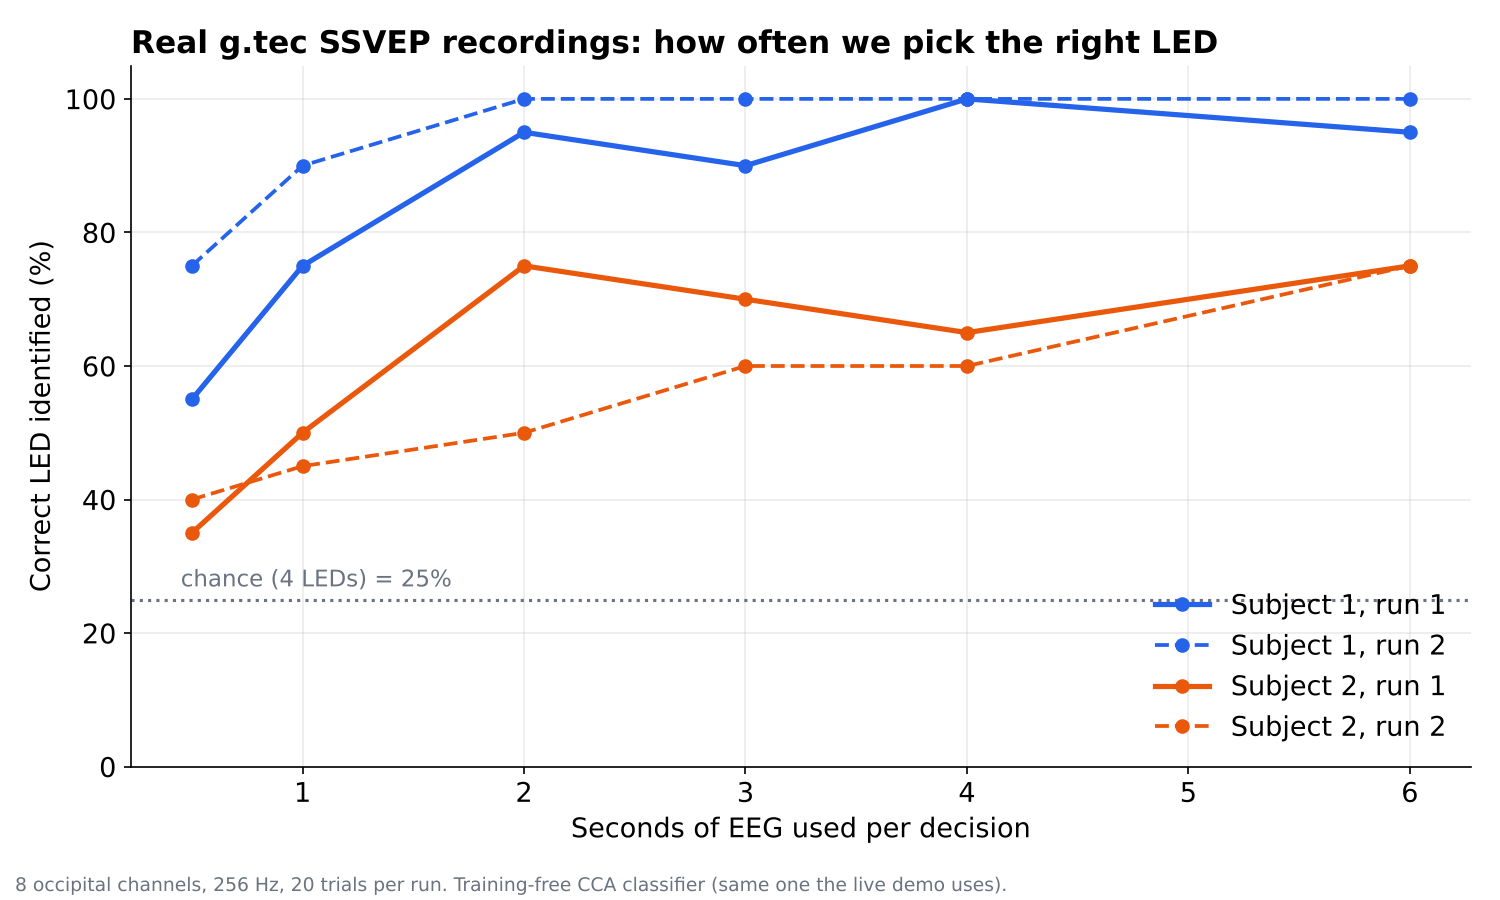 Real g.tec SSVEP recordings: how often we pick the right LED
100
80
60
40
20
0
Correct LED identified (%)
chance (4 LEDs) = 25%
Subject 1, run 1
Subject 1, run 2
Subject 2, run 1
Subject 2, run 2
1 2 3 4 5 6
Seconds of EEG used per decision
8 occipital channels, 256 Hz, 20 trials per run. Training-free CCA classifier (same one the live demo uses).